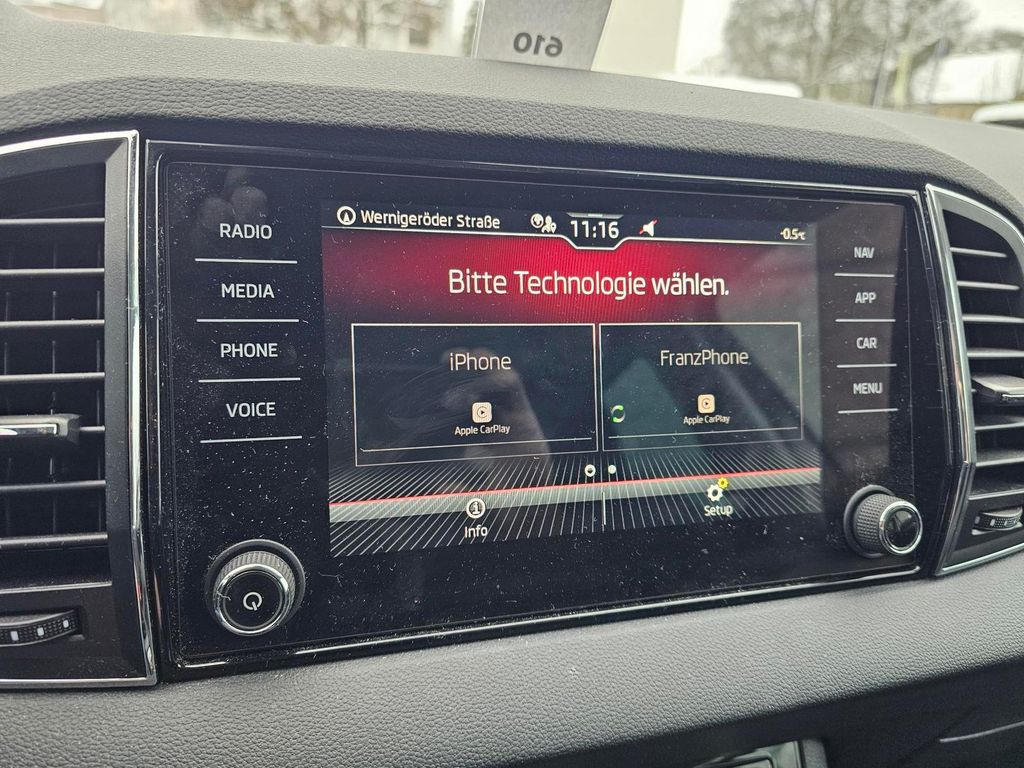 610
Wernigeröder Straße 11:16 -0.5°C
RADIO
MEDIA
PHONE
VOICE
Bitte Technologie wählen.
iPhone
Apple CarPlay
FranzPhone
Apple CarPlay
Info
Setup
NAV
APP
CAR
MENU